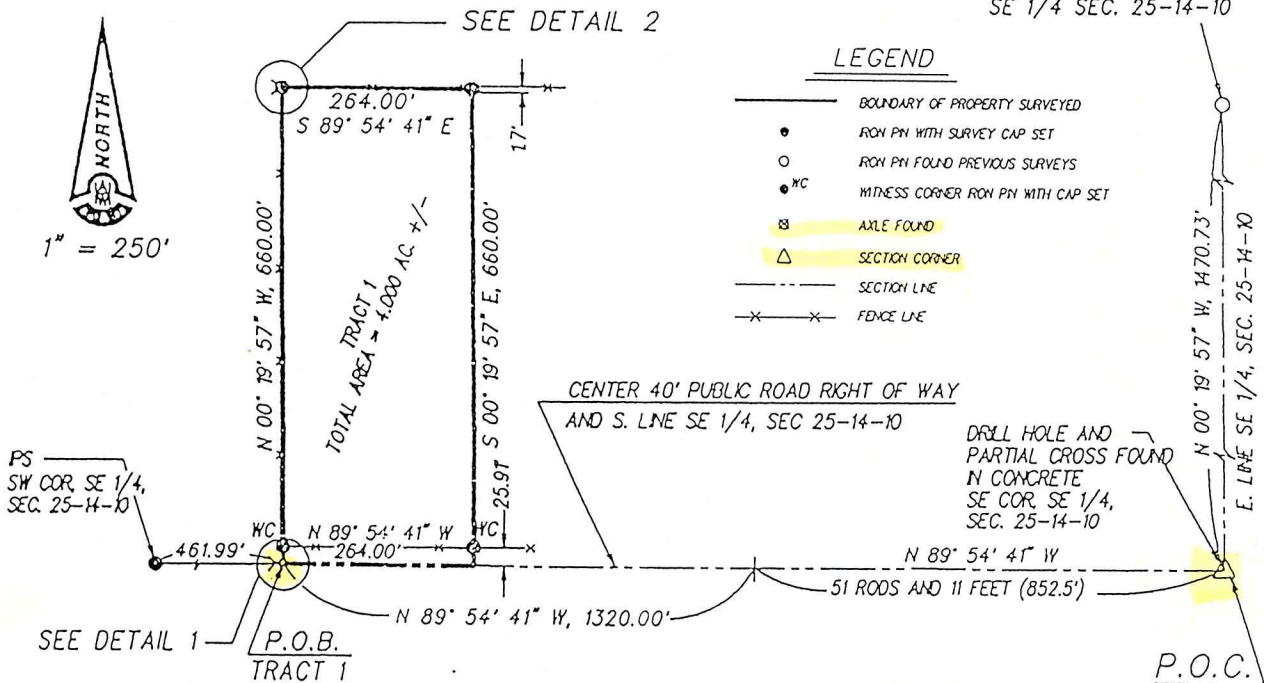 SE 1/4 SEC. 25-14-10
SEE DETAIL 2
LEGEND
BOUNDARY OF PROPERTY SURVEYED
IRON PIN WITH SURVEY CAP SET
IRON PIN FOUND PREVIOUS SURVEYS
WC
WITNESS CORNER IRON PIN WITH CAP SET
AXLE FOUND
SECTION CORNER
SECTION LINE
FENCE LINE
NORTH
1" = 250'
264.00'
S 89° 54' 41" E
N 00° 19' 57" W, 660.00'
TRACT 1
TOTAL AREA = 4.000 AC. +/-
S 00° 19' 57" E, 660.00'
N 00° 19' 57" W, 1470.73'
E. LINE SE 1/4, SEC. 25-14-10
CENTER 40' PUBLIC ROAD RIGHT OF WAY
AND S. LINE SE 1/4, SEC 25-14-10
DRILL HOLE AND
PARTIAL CROSS FOUND
IN CONCRETE
SE COR, SE 1/4,
SEC. 25-14-10
IPS
SW COR, SE 1/4,
SEC. 25-14-10
WC
N 89° 54' 41" W
WC
264.00'
461.99'
N 89° 54' 41" W
51 RODS AND 11 FEET (852.5')
N 89° 54' 41" W, 1320.00'
SEE DETAIL 1
P.O.B.
TRACT 1
P.O.C.